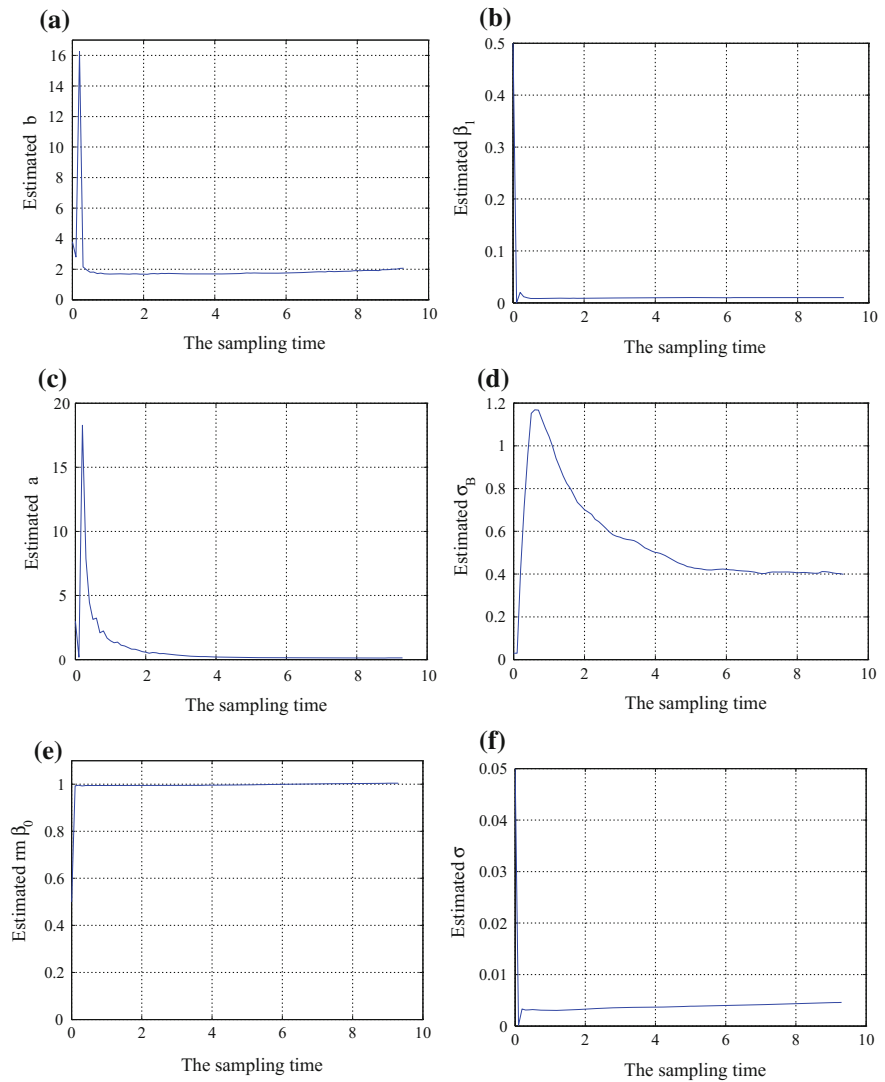 (a)
16
14
12
10
8
6
4
2
0
0 2 4 6 8 10
Estimated b
The sampling time
(b)
0.5
0.4
0.3
0.2
0.1
0
0 2 4 6 8 10
Estimated β1
The sampling time
(c)
20
15
10
5
0
0 2 4 6 8 10
Estimated a
The sampling time
(d)
1.2
1
0.8
0.6
0.4
0.2
0
0 2 4 6 8 10
Estimated σB
The sampling time
(e)
1
0.8
0.6
0.4
0.2
0
0 2 4 6 8 10
Estimated rm β0
The sampling time
(f)
0.05
0.04
0.03
0.02
0.01
0
0 2 4 6 8 10
Estimated σ
The sampling time